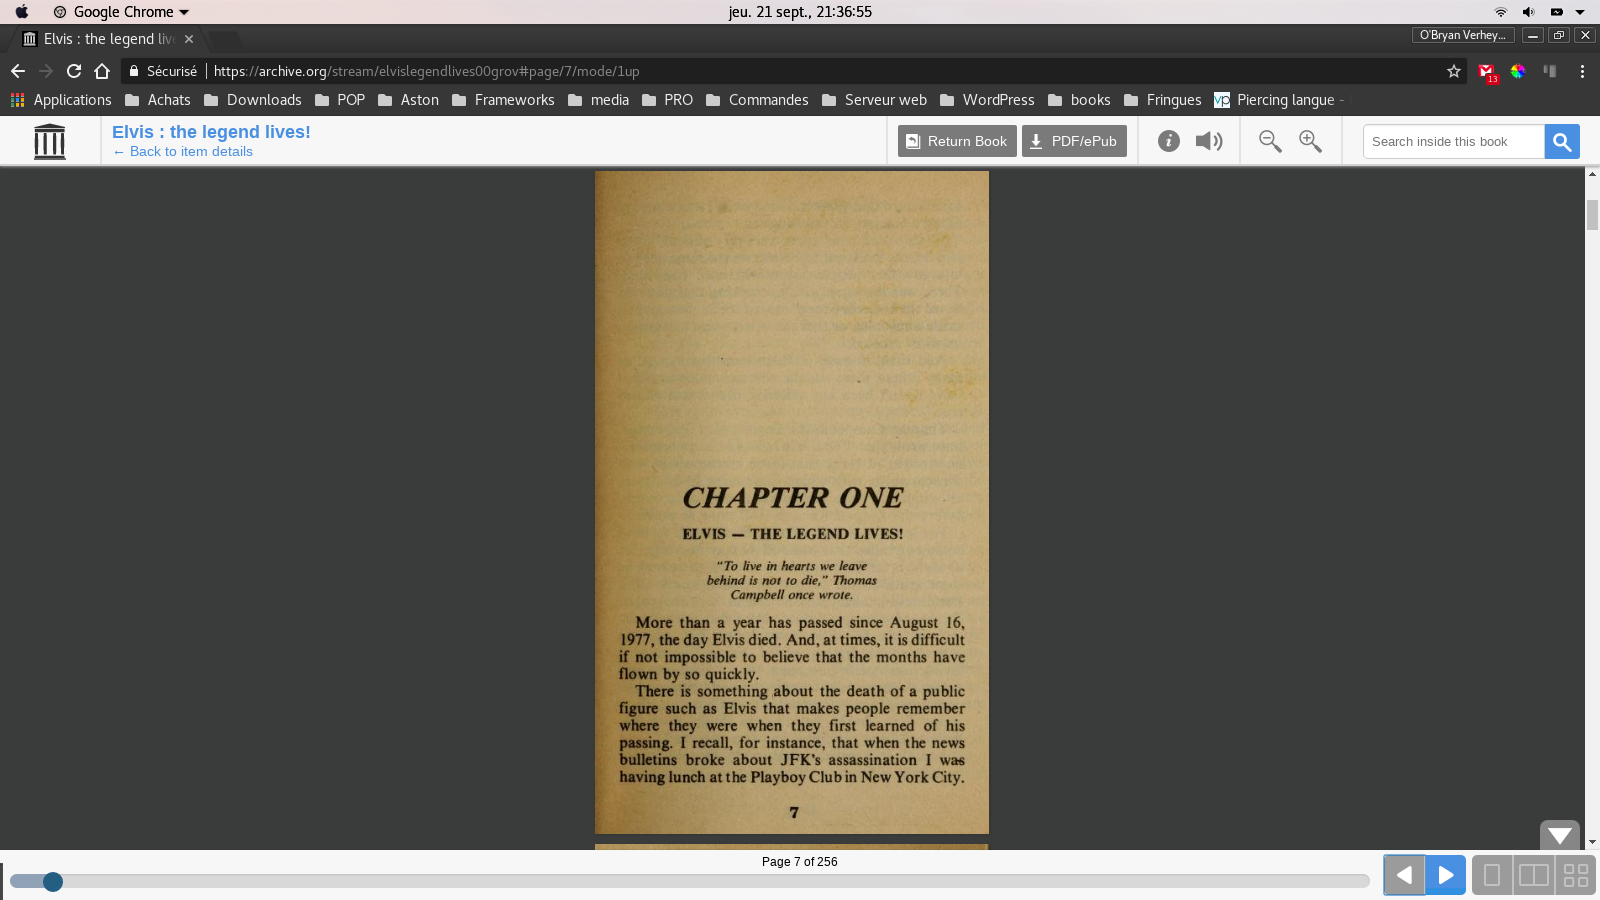 Google Chrome
jeu. 21 sept., 21:36:55
Elvis : the legend liv
O'Bryan Verhey...
Sécurisé
https://archive.org/stream/elvislegendlives00grov#page/7/mode/1up
13
Applications Achats Downloads POP Aston Frameworks media PRO Commandes Serveur web WordPress books Fringues vp Piercing langue -
Elvis : the legend lives!
← Back to item details
Return Book
PDF/ePub
Search inside this book
CHAPTER ONE
ELVIS — THE LEGEND LIVES!
"To live in hearts we leave
behind is not to die," Thomas
Campbell once wrote.
More than a year has passed since August 16,
1977, the day Elvis died. And, at times, it is difficult
if not impossible to believe that the months have
flown by so quickly.
There is something about the death of a public
figure such as Elvis that makes people remember
where they were when they first learned of his
passing. I recall, for instance, that when the news
bulletins broke about JFK's assassination I was
having lunch at the Playboy Club in New York City.
7
Page 7 of 256